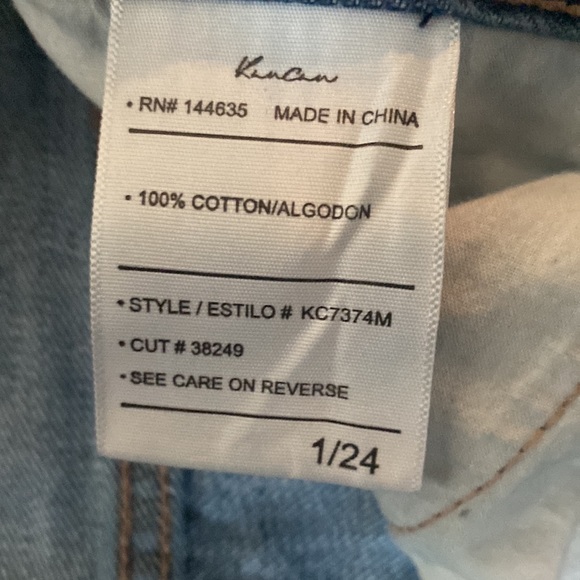 KanCan
• RN# 144635 MADE IN CHINA
• 100% COTTON/ALGODON
• STYLE / ESTILO # KC7374M
• CUT # 38249
• SEE CARE ON REVERSE
1/24